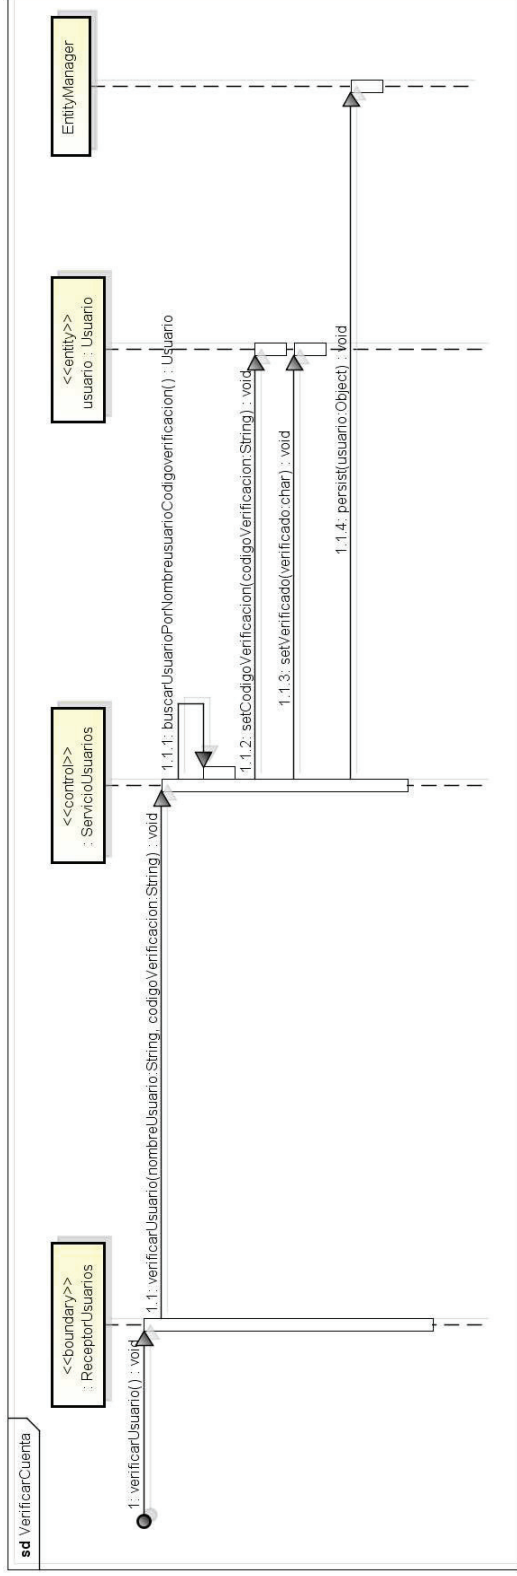 sd VerificarCuenta
<<boundary>>
: ReceptorUsuarios
<<control>>
: ServicioUsuarios
<<entity>>
usuario : Usuario
EntityManager
1: verificarUsuario() : void
1.1: verificarUsuario(nombreUsuario:String, codigoVerificacion:String) : void
1.1.1: buscarUsuarioPorNombreusuarioCodigoverificacion() : Usuario
1.1.2: setCodigoVerificacion(codigoVerificacion:String) : void
1.1.3: setVerificado(verificado:char) : void
1.1.4: persist(usuario:Object) : void